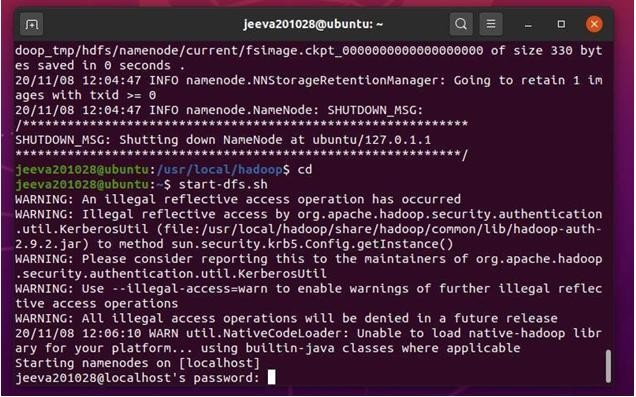 jeeva201028@ubuntu: ~
doop_tmp/hdfs/namenode/current/fsimage.ckpt_0000000000000000000 of size 330 byt
es saved in 0 seconds .
20/11/08 12:04:47 INFO namenode.NNStorageRetentionManager: Going to retain 1 im
ages with txid >= 0
20/11/08 12:04:47 INFO namenode.NameNode: SHUTDOWN_MSG:
/************************************************************
SHUTDOWN_MSG: Shutting down NameNode at ubuntu/127.0.1.1
************************************************************/
jeeva201028@ubuntu:/usr/local/hadoop$ cd
jeeva201028@ubuntu:~$ start-dfs.sh
WARNING: An illegal reflective access operation has occurred
WARNING: Illegal reflective access by org.apache.hadoop.security.authentication
.util.KerberosUtil (file:/usr/local/hadoop/share/hadoop/common/lib/hadoop-auth-
2.9.2.jar) to method sun.security.krb5.Config.getInstance()
WARNING: Please consider reporting this to the maintainers of org.apache.hadoop
.security.authentication.util.KerberosUtil
WARNING: Use --illegal-access=warn to enable warnings of further illegal reflec
tive access operations
WARNING: All illegal access operations will be denied in a future release
20/11/08 12:06:10 WARN util.NativeCodeLoader: Unable to load native-hadoop libr
ary for your platform... using builtin-java classes where applicable
Starting namenodes on [localhost]
jeeva201028@localhost's password: